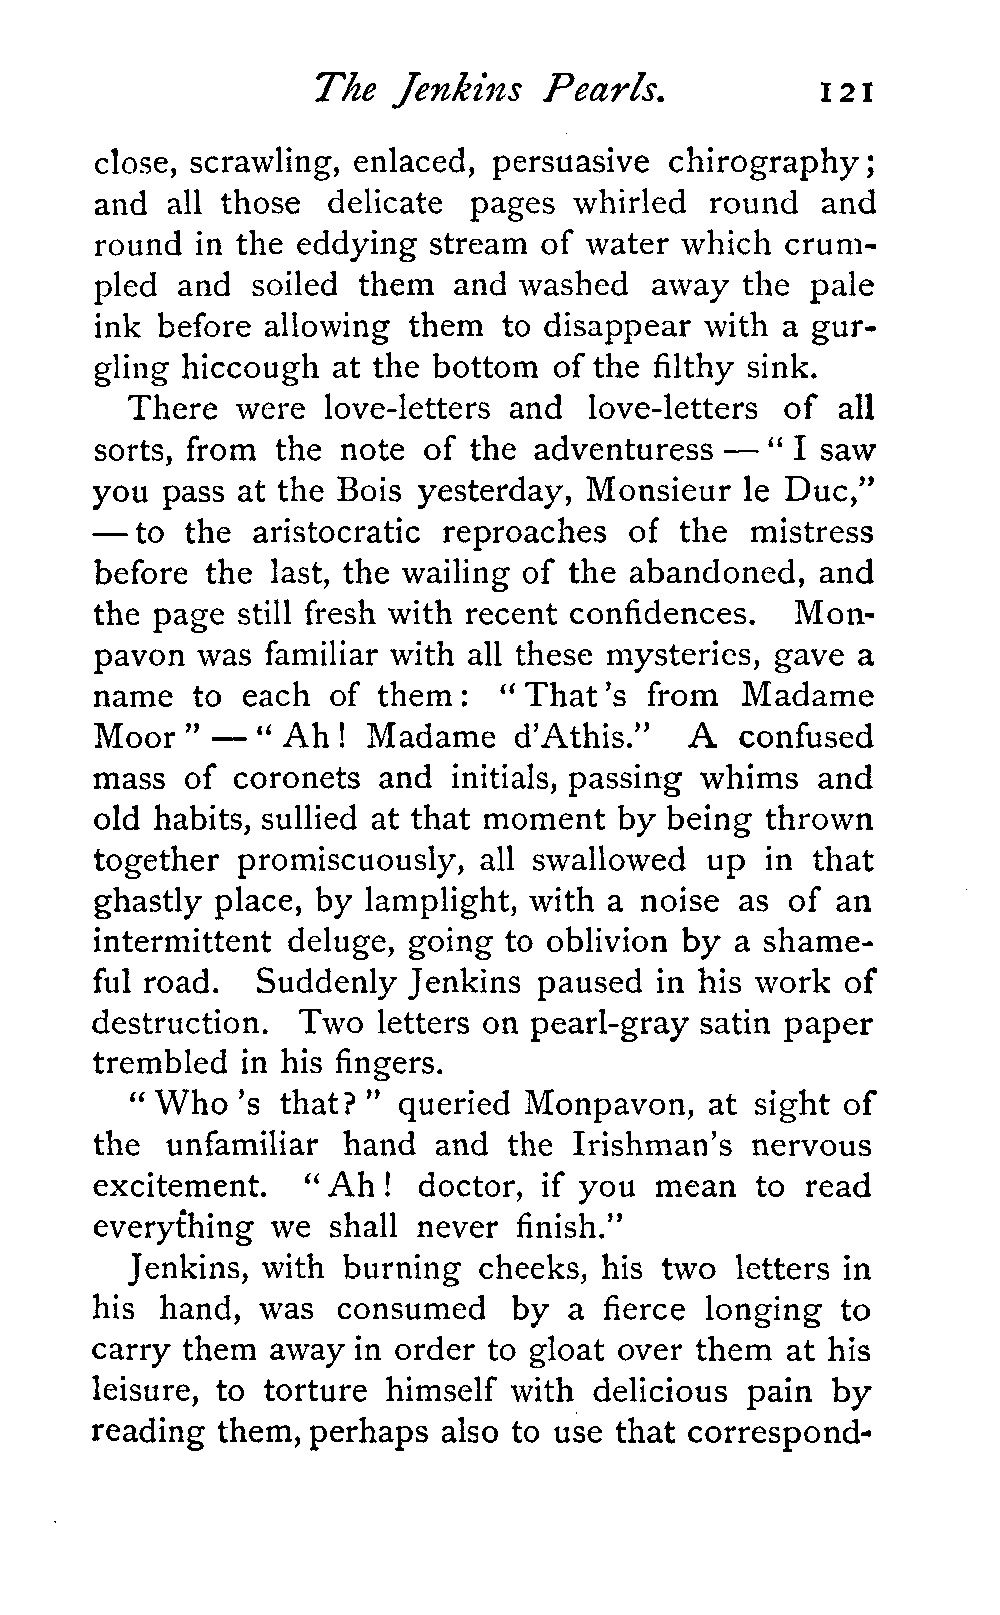 The Jenkins Pearls. 121
close, scrawling, enlaced, persuasive chirography;
and all those delicate pages whirled round and
round in the eddying stream of water which crum-
pled and soiled them and washed away the pale
ink before allowing them to disappear with a gur-
gling hiccough at the bottom of the filthy sink.
There were love-letters and love-letters of all
sorts, from the note of the adventuress — "I saw
you pass at the Bois yesterday, Monsieur le Duc,"
— to the aristocratic reproaches of the mistress
before the last, the wailing of the abandoned, and
the page still fresh with recent confidences. Mon-
pavon was familiar with all these mysteries, gave a
name to each of them: "That's from Madame
Moor" — "Ah! Madame d'Athis." A confused
mass of coronets and initials, passing whims and
old habits, sullied at that moment by being thrown
together promiscuously, all swallowed up in that
ghastly place, by lamplight, with a noise as of an
intermittent deluge, going to oblivion by a shame-
ful road. Suddenly Jenkins paused in his work of
destruction. Two letters on pearl-gray satin paper
trembled in his fingers.
"Who's that?" queried Monpavon, at sight of
the unfamiliar hand and the Irishman's nervous
excitement. "Ah! doctor, if you mean to read
everything we shall never finish."
Jenkins, with burning cheeks, his two letters in
his hand, was consumed by a fierce longing to
carry them away in order to gloat over them at his
leisure, to torture himself with delicious pain by
reading them, perhaps also to use that correspond-